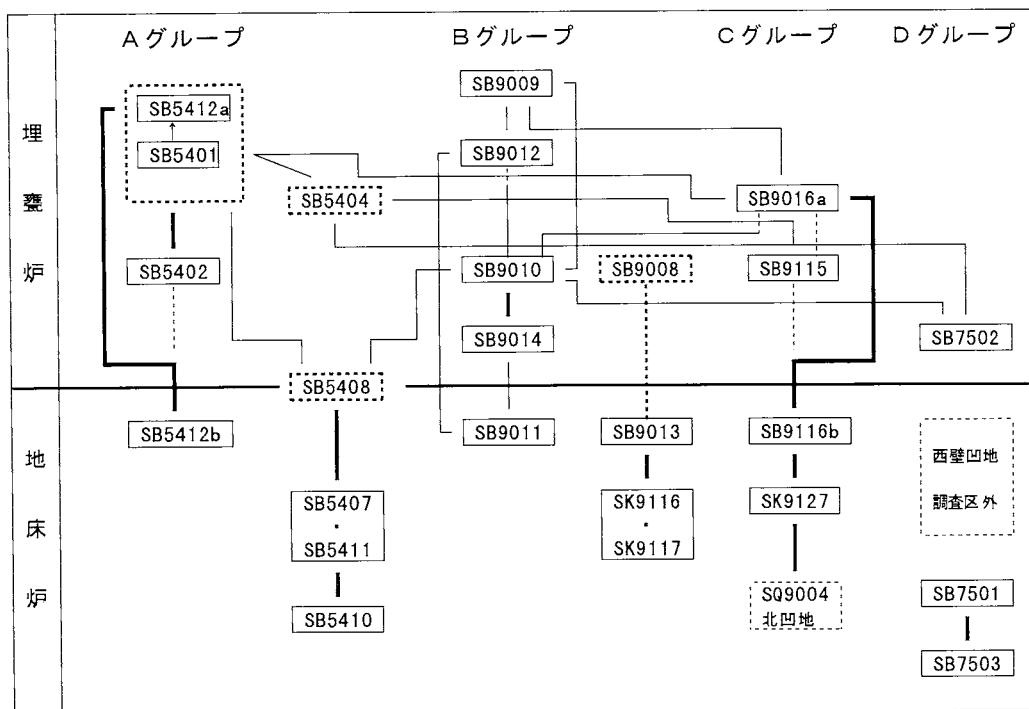 Aグループ
Bグループ
Cグループ
Dグループ
埋甕炉
SB5412a
SB5401
SB5404
SB5402
SB9009
SB9012
SB9010
SB9008
SB9014
SB9016a
SB9115
SB7502
SB5408
地床炉
SB5412b
SB5407
・
SB5411
SB5410
SB9011
SB9013
SK9116
・
SK9117
SB9116b
SK9127
SQ9004
北凹地
西壁凹地
調査区外
SB7501
SB7503